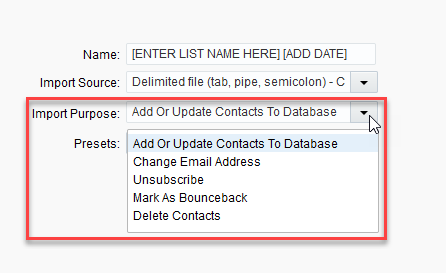 Name: [ENTER LIST NAME HERE] [ADD DATE]
Import Source: Delimited file (tab, pipe, semicolon) - C
Import Purpose: Add Or Update Contacts To Database
Presets:
Add Or Update Contacts To Database
Change Email Address
Unsubscribe
Mark As Bounceback
Delete Contacts